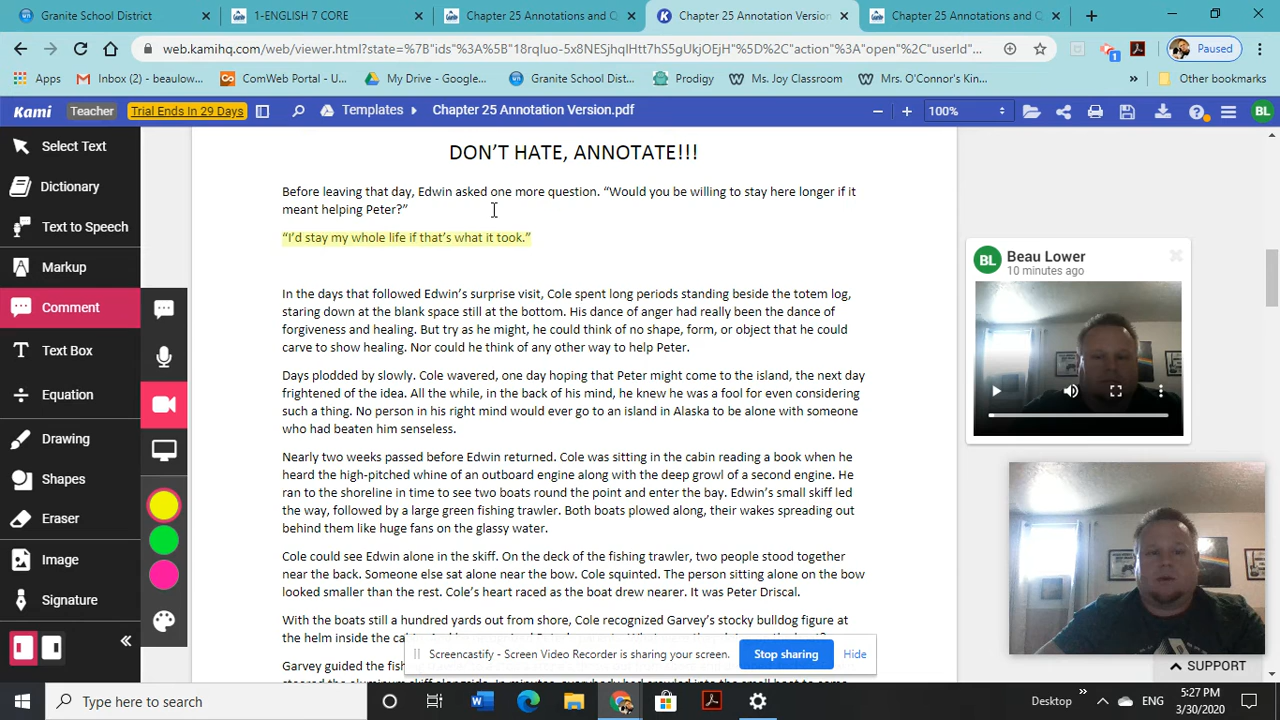 Granite School District
1-ENGLISH 7 CORE
Chapter 25 Annotations and Q
Chapter 25 Annotation Version
Chapter 25 Annotations and Q
web.kamihq.com/web/viewer.html?state=%7B"ids"%3A%5B"18rqluo-5x8NESjhqIHtt7hS5gUkjOEjH"%5D%2C"action"%3A"open"%2C"userId"...
Paused
1
Apps
Inbox (2) - beaulow...
ComWeb Portal - U...
My Drive - Google...
Granite School Dist...
Prodigy
Ms. Joy Classroom
Mrs. O'Connor's Kin...
»
Other bookmarks
Kami
Teacher
Trial Ends In 29 Days
Templates
Chapter 25 Annotation Version.pdf
100%
BL
Select Text
Dictionary
Text to Speech
Markup
Comment
Text Box
Equation
Drawing
Shapes
Eraser
Image
Signature
DON'T HATE, ANNOTATE!!!
Before leaving that day, Edwin asked one more question. "Would you be willing to stay here longer if it
meant helping Peter?"
"I'd stay my whole life if that's what it took."
In the days that followed Edwin's surprise visit, Cole spent long periods standing beside the totem log,
staring down at the blank space still at the bottom. His dance of anger had really been the dance of
forgiveness and healing. But try as he might, he could think of no shape, form, or object that he could
carve to show healing. Nor could he think of any other way to help Peter.
Days plodded by slowly. Cole wavered, one day hoping that Peter might come to the island, the next day
frightened of the idea. All the while, in the back of his mind, he knew he was a fool for even considering
such a thing. No person in his right mind would ever go to an island in Alaska to be alone with someone
who had beaten him senseless.
Nearly two weeks passed before Edwin returned. Cole was sitting in the cabin reading a book when he
heard the high-pitched whine of an outboard engine along with the deep growl of a second engine. He
ran to the shoreline in time to see two boats round the point and enter the bay. Edwin's small skiff led
the way, followed by a large green fishing trawler. Both boats plowed along, their wakes spreading out
behind them like huge fans on the glassy water.
Cole could see Edwin alone in the skiff. On the deck of the fishing trawler, two people stood together
near the back. Someone else sat alone near the bow. Cole squinted. The person sitting alone on the bow
looked smaller than the rest. Cole's heart raced as the boat drew nearer. It was Peter Driscal.
With the boats still a hundred yards out from shore, Cole recognized Garvey's stocky bulldog figure at
the helm inside the
Garvey guided the fish
BL
Beau Lower
10 minutes ago
Screencastify - Screen Video Recorder is sharing your screen.
Stop sharing
Hide
SUPPORT
Type here to search
Desktop
»
ENG
5:27 PM
3/30/2020